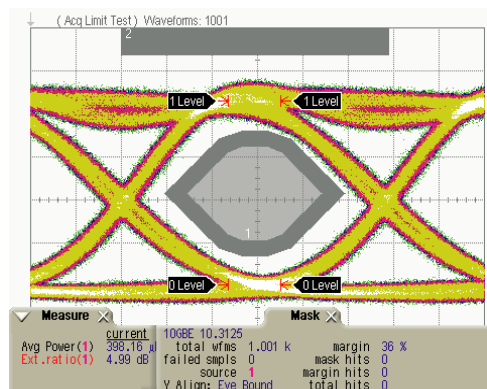 ( Acq Limit Test ) Waveforms: 1001
2
1 Level
1 Level
1
0 Level
0 Level
Measure
current
Avg Power(1) 398.16
Ext.ratio(1) 4.99 dB
Mask
10GBE 10.3125
total wfms 1.001 k margin 36 %
failed smpls 0 mask hits 0
source 1 margin hits 0
Y Align: Eye Bound total hits 0